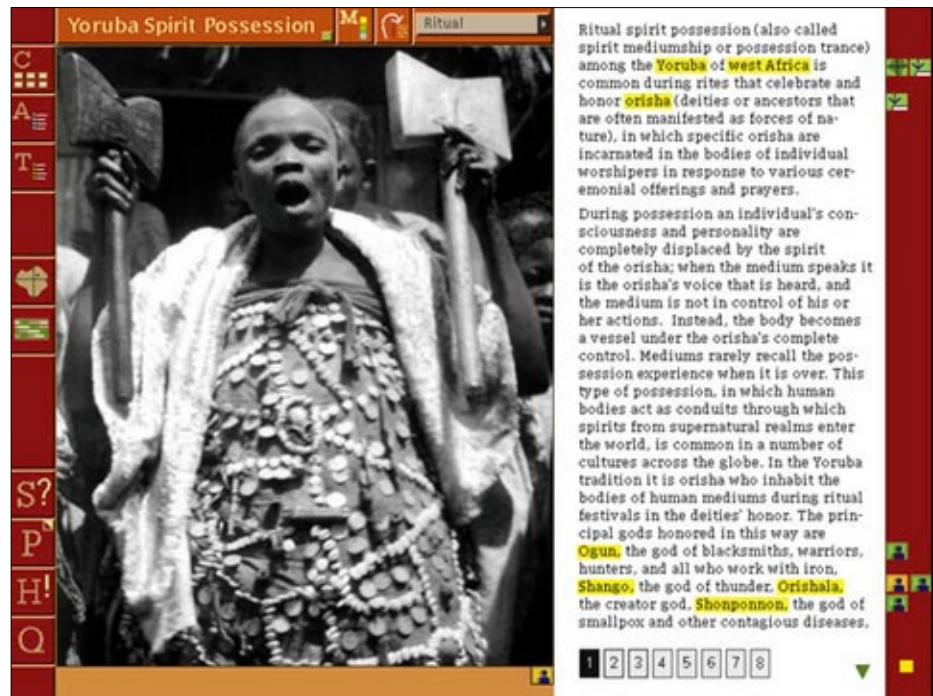 Yoruba Spirit Possession
M
Ritual
C
A
T
S?
P
H!
Q
Ritual spirit possession (also called
spirit mediumship or possession trance)
among the Yoruba of west Africa is
common during rites that celebrate and
honor orisha (deities or ancestors that
are often manifested as forces of na-
ture), in which specific orisha are
incarnated in the bodies of individual
worshipers in response to various cer-
emonial offerings and prayers.
During possession an individual's con-
sciousness and personality are
completely displaced by the spirit
of the orisha; when the medium speaks it
is the orisha's voice that is heard, and
the medium is not in control of his or
her actions. Instead, the body becomes
a vessel under the orisha's complete
control. Mediums rarely recall the pos-
session experience when it is over. This
type of possession, in which human
bodies act as conduits through which
spirits from supernatural realms enter
the world, is common in a number of
cultures across the globe. In the Yoruba
tradition it is orisha who inhabit the
bodies of human mediums during ritual
festivals in the deities' honor. The prin-
cipal gods honored in this way are
Ogun, the god of blacksmiths, warriors,
hunters, and all who work with iron,
Shango, the god of thunder, Orishala,
the creator god, Shonponnon, the god of
smallpox and other contagious diseases,
1 2 3 4 5 6 7 8